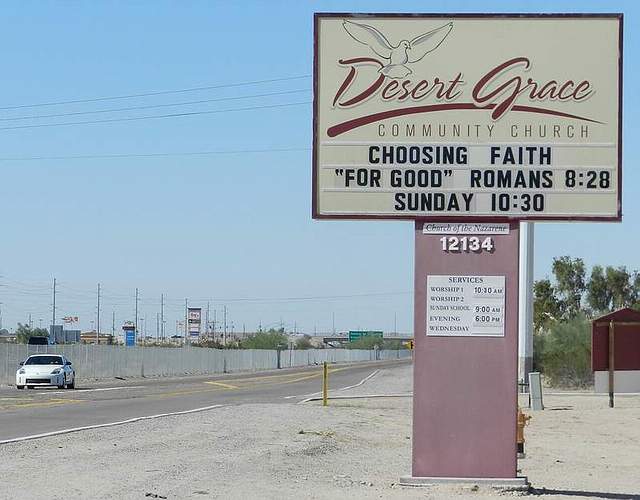 Desert Grace
COMMUNITY CHURCH
CHOOSING FAITH
"FOR GOOD" ROMANS 8:28
SUNDAY 10:30
Church of the Nazarene
12134
SERVICES
WORSHIP 1 10:30 AM
WORSHIP 2
SUNDAY SCHOOL 9:00 AM
EVENING 6:00 PM
WEDNESDAY